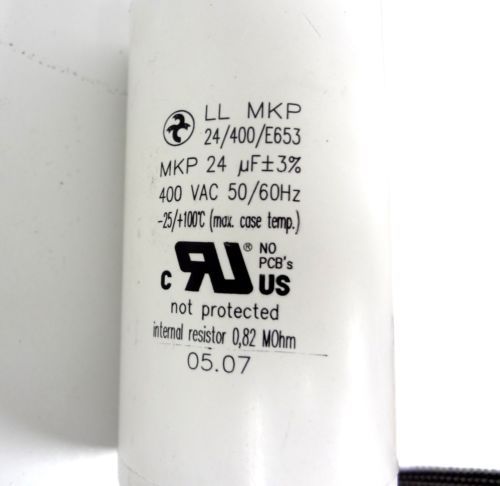 LL MKP
24/400/E653
MKP 24 µF±3%
400 VAC 50/60Hz
-25/+100°C (max. case temp.)
® NO
PCB's
C RU US
not protected
internal resistor 0,82 MOhm
05.07